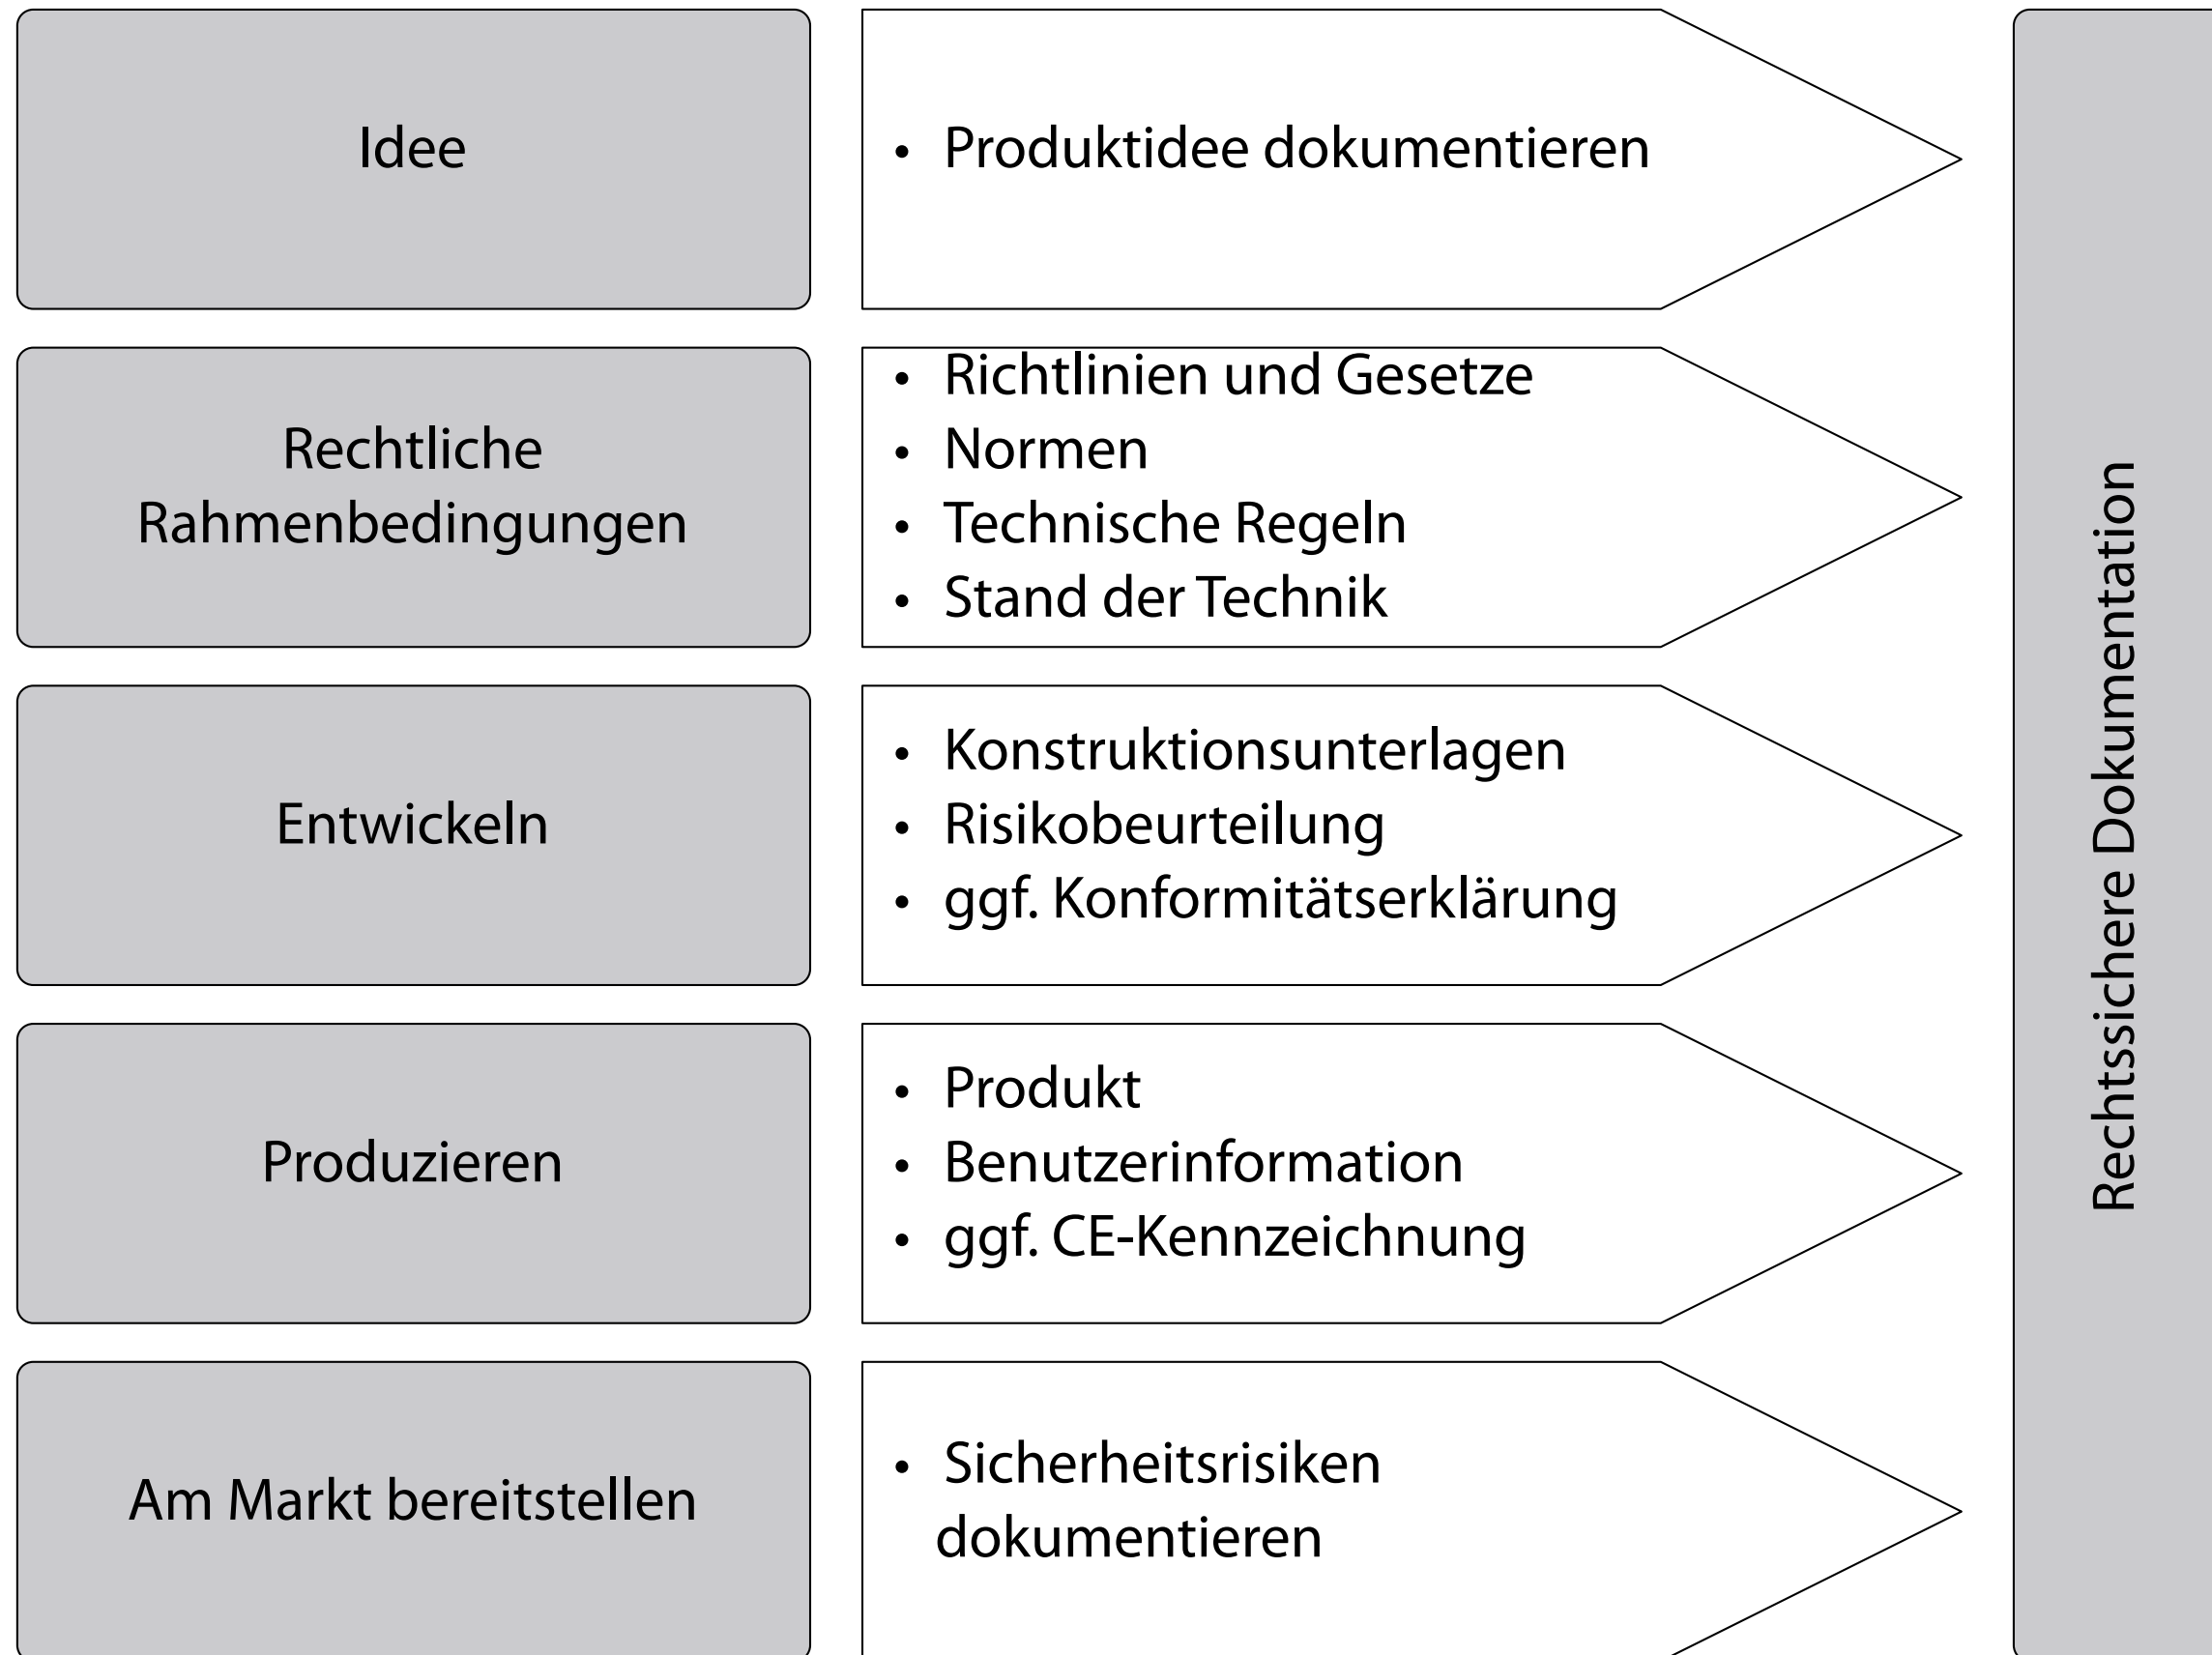 Idee
• Produktidee dokumentieren
Rechtliche
Rahmenbedingungen
• Richtlinien und Gesetze
• Normen
• Technische Regeln
• Stand der Technik
Entwickeln
• Konstruktionsunterlagen
• Risikobeurteilung
• ggf. Konformitätserklärung
Produzieren
• Produkt
• Benutzerinformation
• ggf. CE-Kennzeichnung
Am Markt bereitstellen
• Sicherheitsrisiken
dokumentieren
Rechtssichere Dokumentation